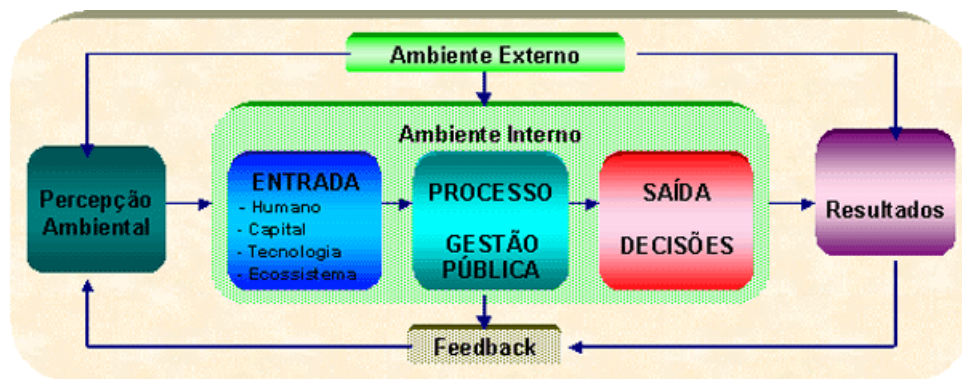 Ambiente Externo
Ambiente Interno
Percepção
Ambiental
ENTRADA
- Humano
- Capital
- Tecnologia
- Ecossistema
PROCESSO
GESTÃO
PÚBLICA
SAÍDA
DECISÕES
Resultados
Feedback